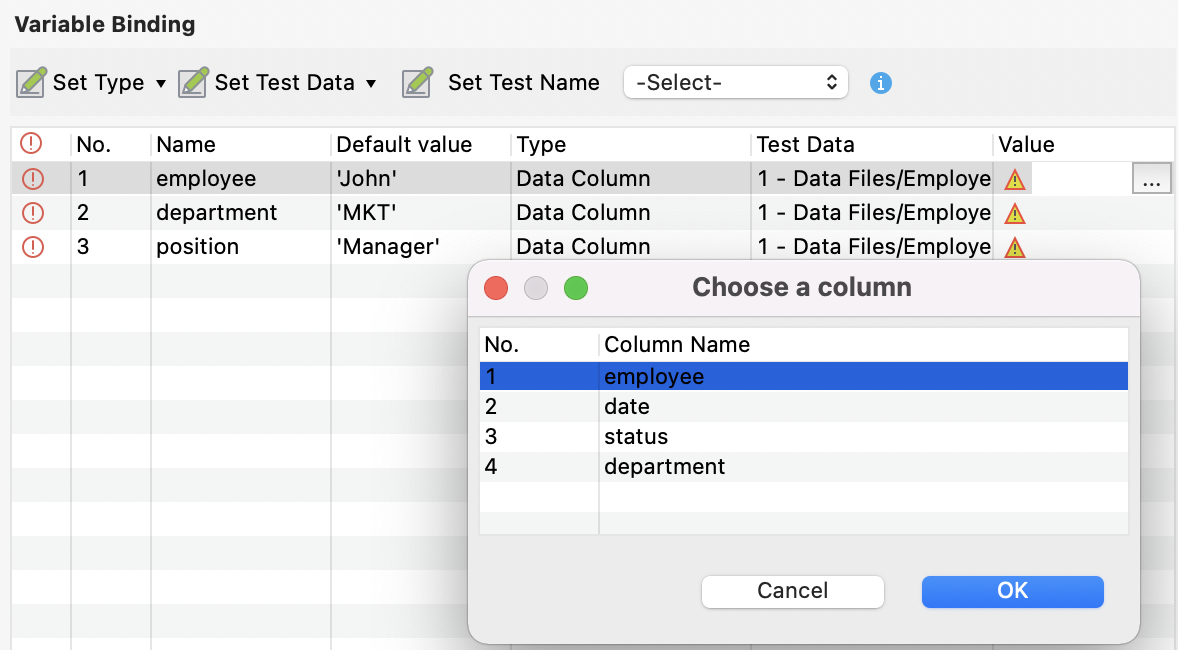 Variable Binding
Set Type Set Test Data Set Test Name -Select-
No. Name Default value Type Test Data Value
1 employee 'John' Data Column 1 - Data Files/Employe ...
2 department 'MKT' Data Column 1 - Data Files/Employe
3 position 'Manager' Data Column 1 - Data Files/Employe
Choose a column
No. Column Name
1 employee
2 date
3 status
4 department
Cancel OK